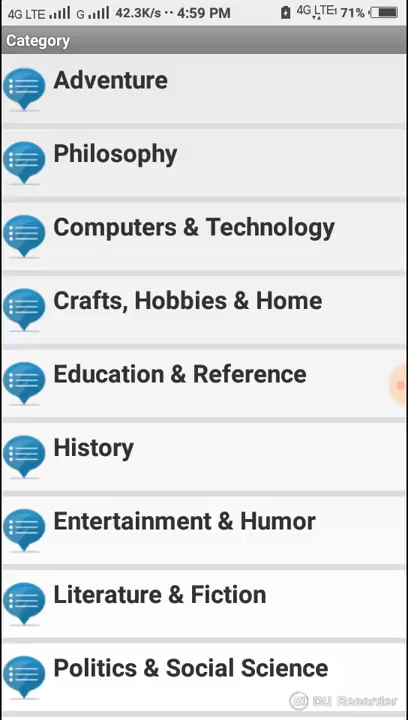 4G LTE G 42.3K/s ·· 4:59 PM 4G LTE 71%
Category
Adventure
Philosophy
Computers & Technology
Crafts, Hobbies & Home
Education & Reference
History
Entertainment & Humor
Literature & Fiction
Politics & Social Science
DU Recorder